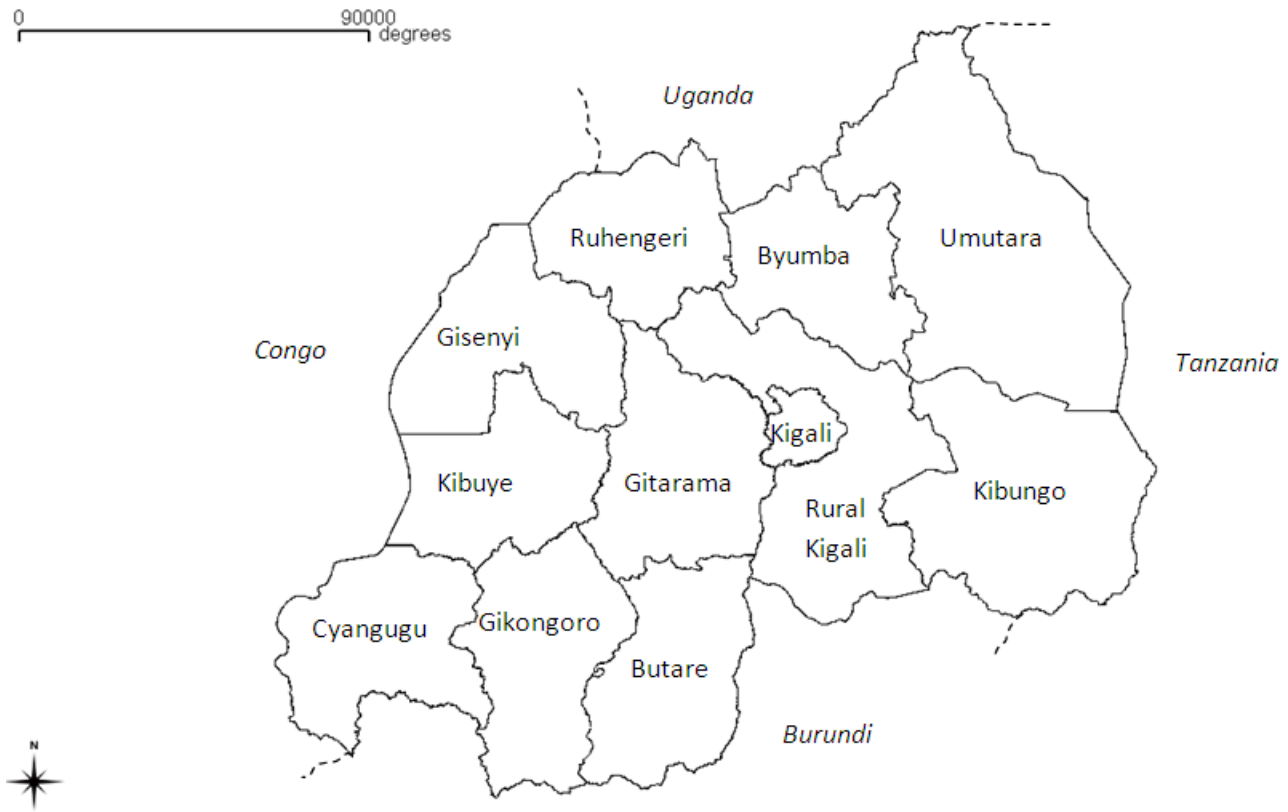 0 90000
degrees
Uganda
Ruhengeri
Byumba
Umutara
Gisenyi
Congo
Tanzania
Kigali
Kibuye
Gitarama
Kibungo
Rural
Kigali
Cyangugu
Gikongoro
Butare
Burundi
N